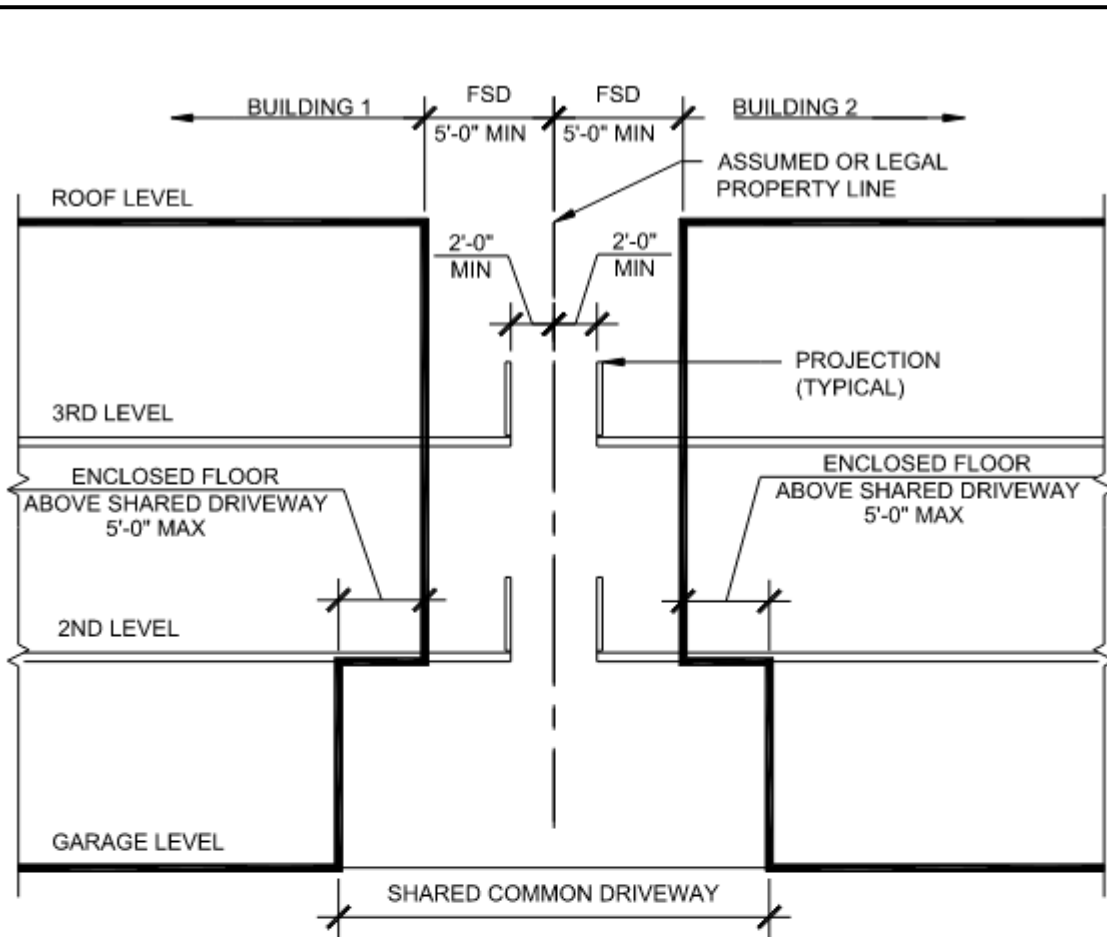 BUILDING 1
FSD
5'-0" MIN
FSD
5'-0" MIN
BUILDING 2
ASSUMED OR LEGAL
PROPERTY LINE
ROOF LEVEL
2'-0"
MIN
2'-0"
MIN
PROJECTION
(TYPICAL)
3RD LEVEL
ENCLOSED FLOOR
ABOVE SHARED DRIVEWAY
5'-0" MAX
ENCLOSED FLOOR
ABOVE SHARED DRIVEWAY
5'-0" MAX
2ND LEVEL
GARAGE LEVEL
SHARED COMMON DRIVEWAY